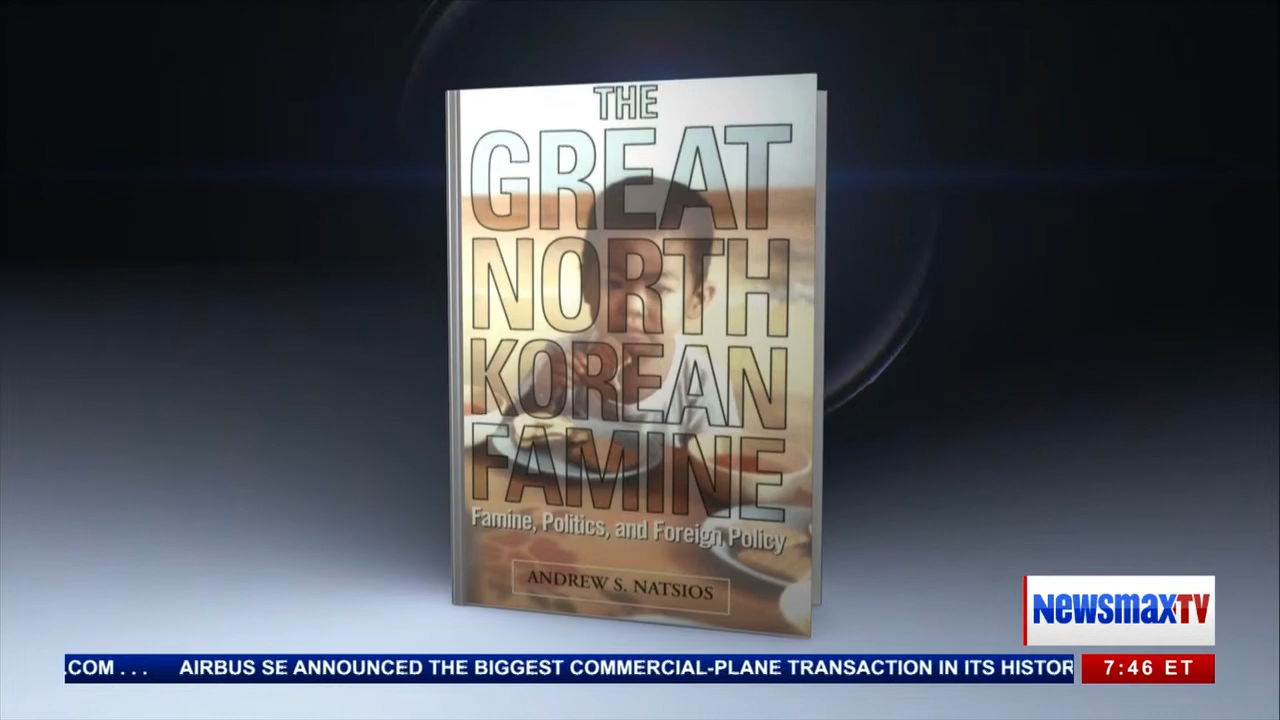 THE
GREAT
NORTH
KOREAN
FAMINE
Famine, Politics, and Foreign Policy
ANDREW S. NATSIOS
NEWSMAXTV
.COM . . . AIRBUS SE ANNOUNCED THE BIGGEST COMMERCIAL-PLANE TRANSACTION IN ITS HISTOR
7:46 ET